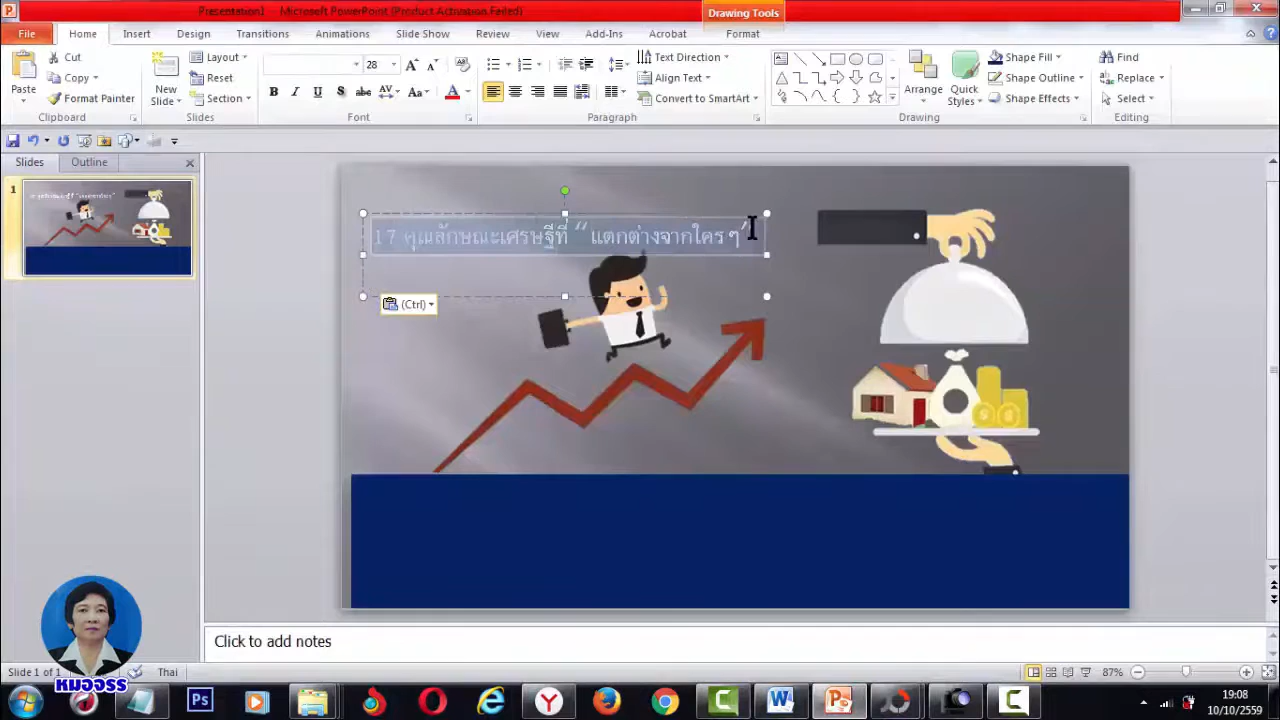 Presentation1 - Microsoft PowerPoint (Product Activation Failed)
Drawing Tools
File Home Insert Design Transitions Animations Slide Show Review View Add-Ins Acrobat Format
Paste
Cut
Copy
Format Painter
Clipboard
New Slide
Layout
Reset
Section
Slides
28
Font
Text Direction
Align Text
Convert to SmartArt
Paragraph
Arrange
Quick Styles
Shape Fill
Shape Outline
Shape Effects
Drawing
Find
Replace
Select
Editing
Slides Outline
1
17 คุณลักษณะเศรษฐีที่ “ แตกต่างจากใครๆ”
(Ctrl)
Click to add notes
Slide 1 of 1 Thai 87%
หมอจรร
19:08
10/10/2559